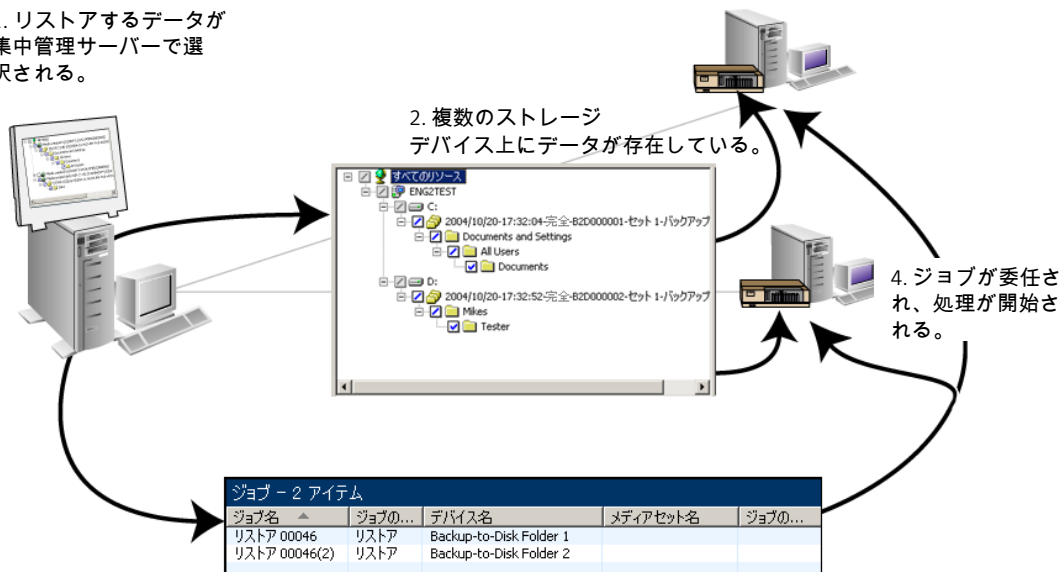 . リストアするデータが
集中管理サーバーで選
択される。
2. 複数のストレージ
デバイス上にデータが存在している。
すべてのリソース
ENG2TEST
C:
2004/10/20-17:32:04-完全-B2D000001-セット 1-バックアップ
Documents and Settings
All Users
Documents
D:
2004/10/20-17:32:52-完全-B2D000002-セット 1-バックアップ
Mikes
Tester
4. ジョブが委任さ
れ、処理が開始さ
れる。
ジョブ - 2 アイテム
ジョブ名 ジョブの... デバイス名 メディアセット名 ジョブの...
リストア 00046 リストア Backup-to-Disk Folder 1
リストア 00046(2) リストア Backup-to-Disk Folder 2